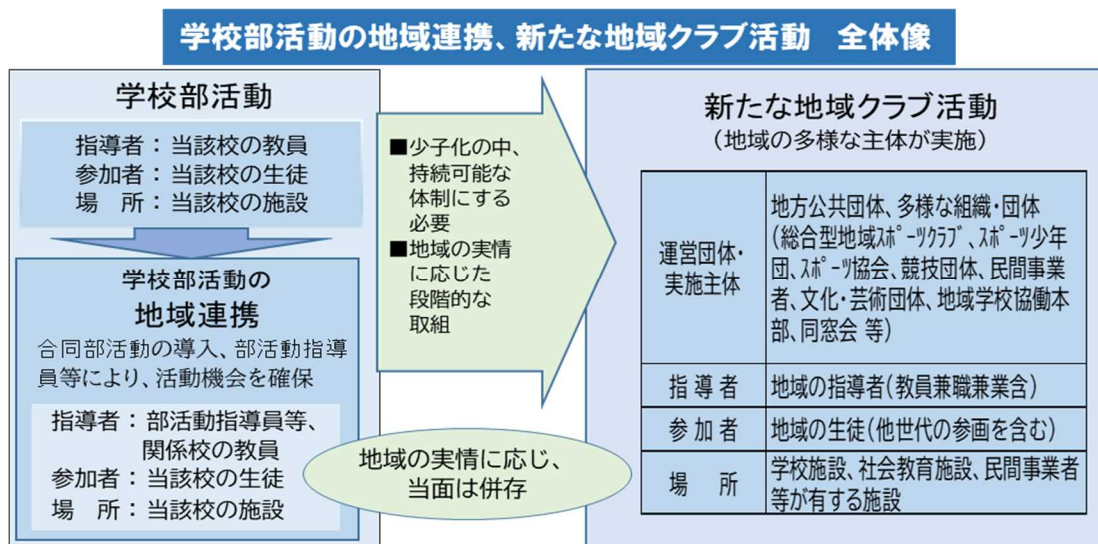 学校部活動の地域連携、新たな地域クラブ活動　全体像
学校部活動
指導者：当該校の教員
参加者：当該校の生徒
場　所：当該校の施設
学校部活動の
地域連携
合同部活動の導入、部活動指導
員等により、活動機会を確保
指導者：部活動指導員等、
関係校の教員
参加者：当該校の生徒
場　所：当該校の施設
■少子化の中、
持続可能な
体制にする
必要
■地域の実情
に応じた
段階的な
取組
地域の実情に応じ、
当面は併存
新たな地域クラブ活動
（地域の多様な主体が実施）
運営団体・
実施主体
地方公共団体、多様な組織・団体
（総合型地域ｽﾎﾟｰﾂｸﾗﾌﾞ、ｽﾎﾟｰﾂ少年
団、ｽﾎﾟｰﾂ協会、競技団体、民間事業
者、文化・芸術団体、地域学校協働本
部、同窓会 等）
指 導 者
地域の指導者（教員兼職兼業含）
参 加 者
地域の生徒（他世代の参画を含む）
場　所
学校施設、社会教育施設、民間事業者
等が有する施設